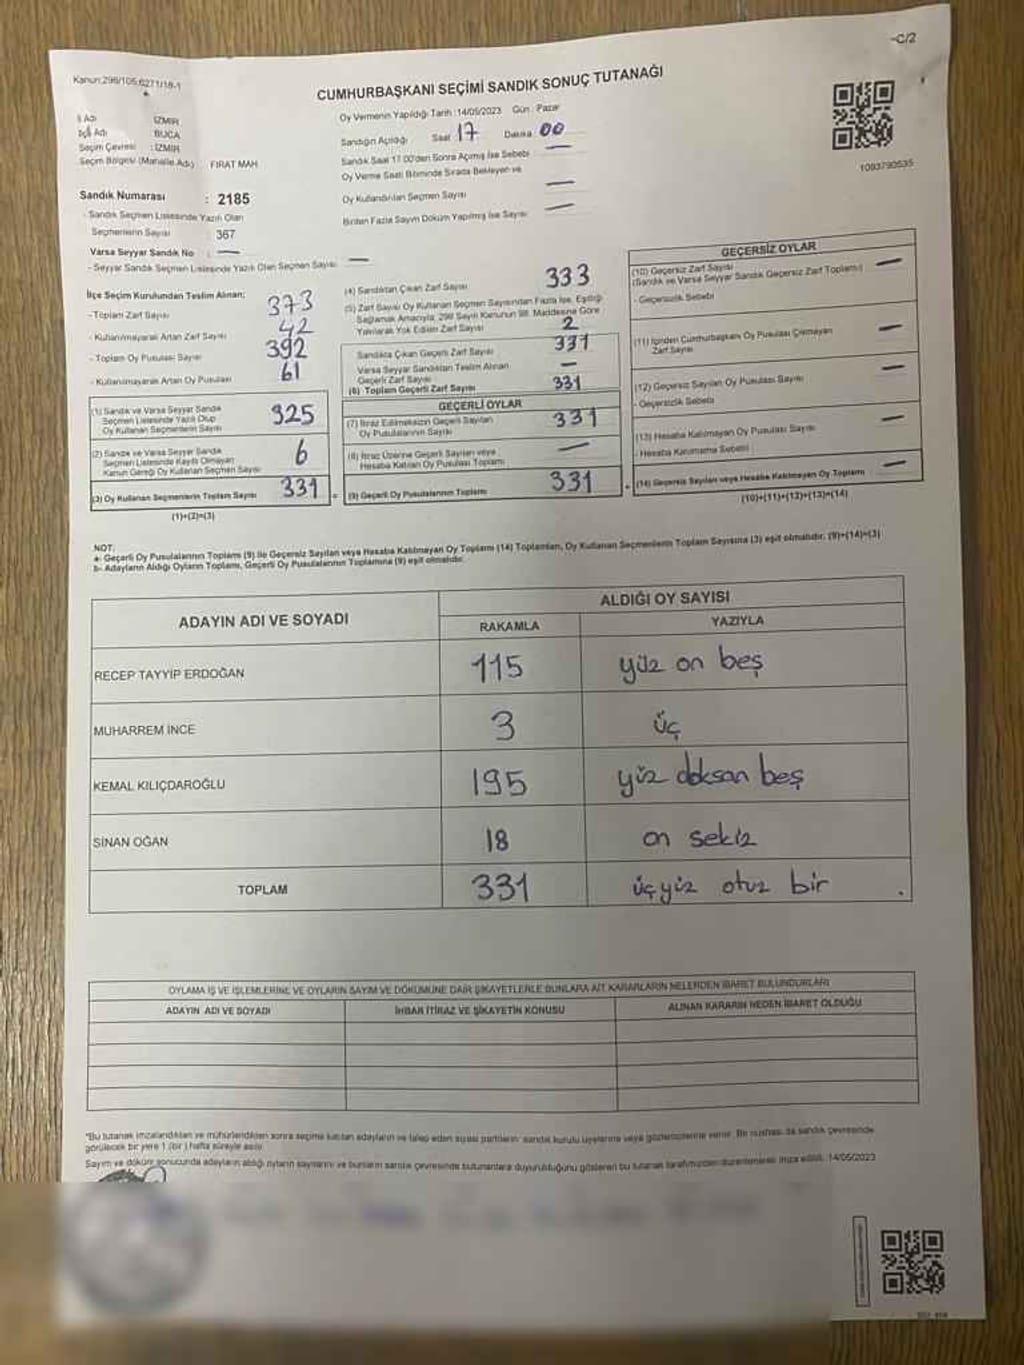 -C/2
Kanun:298/105,6271/18-1
CUMHURBAŞKANI SEÇİMİ SANDIK SONUÇ TUTANAĞI
İl Adı İZMİR
İlçe Adı BUCA
Seçim Çevresi : İZMİR
Seçim Bölgesi (Mahalle Adı) FIRAT MAH
Sandık Numarası : 2185
- Sandık Seçmen Listesinde Yazılı Olan
Seçmenlerin Sayısı : 367
Varsa Seyyar Sandık No : —
- Seyyar Sandık Seçmen Listesinde Yazılı Olan Seçmen Sayısı —
Oy Vermenin Yapıldığı Tarih :14/05/2023 Gün : Pazar
Sandığın Açıldığı Saat 17 Dakika 00
Sandık Saat 17.00'den Sonra Açılmış İse Sebebi —
Oy Verme Saati Bitiminde Sırada Bekleyen ve
Oy Kullandırılan Seçmen Sayısı —
Birden Fazla Sayım Döküm Yapılmış İse Sayısı —
1093790535
İlçe Seçim Kurulundan Teslim Alınan;
-Toplam Zarf Sayısı 373
- Kullanılmayarak Artan Zarf Sayısı 42
- Toplam Oy Pusulası Sayısı 392
- Kullanılmayarak Artan Oy Pusulası 61
(1) Sandık ve Varsa Seyyar Sandık
Seçmen Listesinde Yazılı Olup
Oy Kullanan Seçmenlerin Sayısı 325
(2) Sandık ve Varsa Seyyar Sandık
Seçmen Listesinde Kayıtlı Olmayan
Kanun Gereği Oy Kullanan Seçmen Sayısı 6
(3) Oy Kullanan Seçmenlerin Toplam Sayısı 331 =
(1)+(2)=(3)
(4) Sandıktan Çıkan Zarf Sayısı 333
(5) Zarf Sayısı Oy Kullanan Seçmen Sayısından Fazla İse, Eşitliği
Sağlamak Amacıyla, 298 Sayılı Kanunun 98. Maddesine Göre
Yakılarak Yok Edilen Zarf Sayısı 2
Sandıkta Çıkan Geçerli Zarf Sayısı 331
Varsa Seyyar Sandıktan Teslim Alınan
Geçerli Zarf Sayısı —
(6) Toplam Geçerli Zarf Sayısı 331
GEÇERLİ OYLAR
(7) İtiraz Edilmeksizin Geçerli Sayılan
Oy Pusulalarının Sayısı 331
(8) İtiraz Üzerine Geçerli Sayılan veya
Hesaba Katılan Oy Pusulası Toplamı —
(9) Geçerli Oy Pusulalarının Toplamı 331 +
GEÇERSİZ OYLAR
(10) Geçersiz Zarf Sayısı —
(Sandık ve Varsa Seyyar Sandık Geçersiz Zarf Toplamı)
- Geçersizlik Sebebi
(11) İçinden Cumhurbaşkanı Oy Pusulası Çıkmayan
Zarf Sayısı —
(12) Geçersiz Sayılan Oy Pusulası Sayısı —
- Geçersizlik Sebebi
(13) Hesaba Katılmayan Oy Pusulası Sayısı —
- Hesaba Katılmama Sebebi
(14) Geçersiz Sayılan veya Hesaba Katılmayan Oy Toplamı —
(10)+(11)+(12)+(13)=(14)
NOT:
a- Geçerli Oy Pusulalarının Toplamı (9) ile Geçersiz Sayılan veya Hesaba Katılmayan Oy Toplamı (14) Toplamları, Oy Kullanan Seçmenlerin Toplam Sayısına (3) eşit olmalıdır. (9)+(14)=(3)
b- Adayların Aldığı Oyların Toplamı, Geçerli Oy Pusulalarının Toplamına (9) eşit olmalıdır.
ADAYIN ADI VE SOYADI ALDIĞI OY SAYISI
RAKAMLA YAZIYLA
RECEP TAYYİP ERDOĞAN 115 yüz on beş
MUHARREM İNCE 3 üç
KEMAL KILIÇDAROĞLU 195 yüz doksan beş
SİNAN OĞAN 18 on sekiz
TOPLAM 331 üçyüz otuz bir
OYLAMA İŞ VE İŞLEMLERİNE VE OYLARIN SAYIM VE DÖKÜMÜNE DAİR ŞİKAYETLERLE BUNLARA AİT KARARLARIN NELERDEN İBARET BULUNDUKLARI
ADAYIN ADI VE SOYADI İHBAR İTİRAZ VE ŞİKAYETİN KONUSU ALINAN KARARIN NEDEN İBARET OLDUĞU
*Bu tutanak imzalandıktan ve mühürlendikten sonra seçime katılan adayların ve talep eden siyasi partilerin sandık kurulu üyelerine veya gözlemcilerine verilir. Bir nüshası da sandık çevresinde
görülecek bir yere 1 (bir) hafta süreyle asılır.
Sayım ve döküm sonucunda adayların aldığı oyların sayılarını ve bunların sandık çevresinde bulunanlara duyurulduğunu gösteren bu tutanak tarafımızdan düzenlenerek imza edildi. 14/05/2023